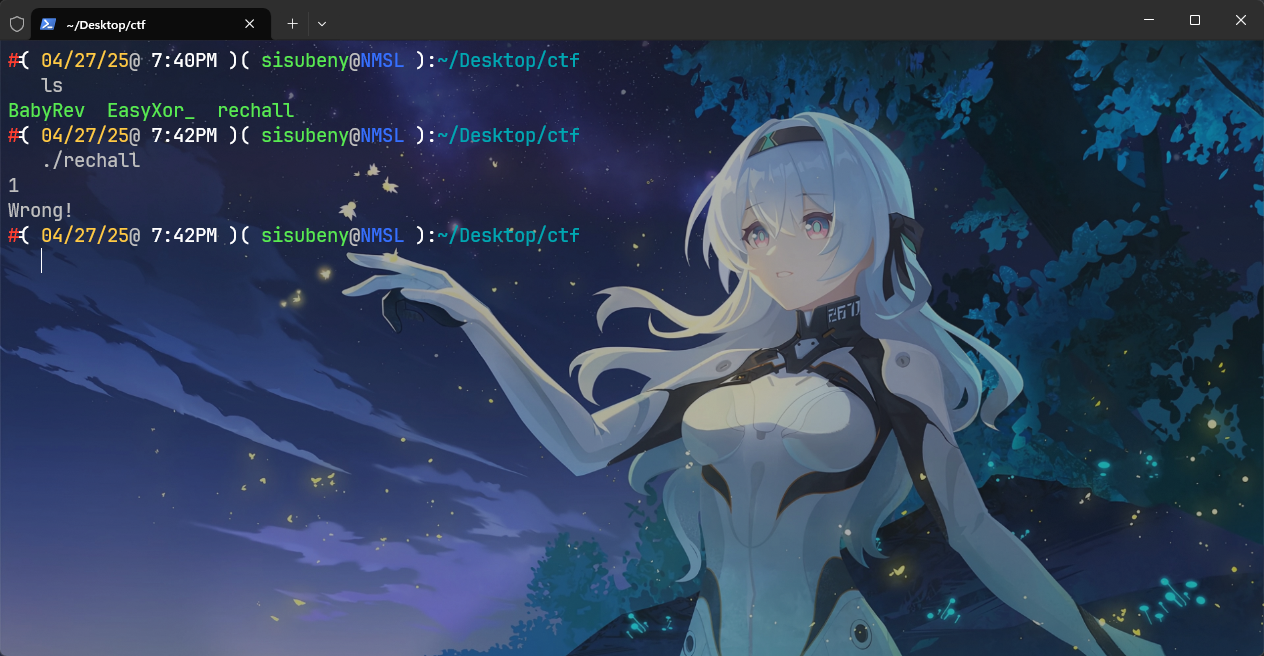 ~/Desktop/ctf
#( 04/27/25@ 7:40PM )( sisubeny@NMSL ):~/Desktop/ctf
ls
BabyRev EasyXor_ rechall
#( 04/27/25@ 7:42PM )( sisubeny@NMSL ):~/Desktop/ctf
./rechall
1
Wrong!
#( 04/27/25@ 7:42PM )( sisubeny@NMSL ):~/Desktop/ctf